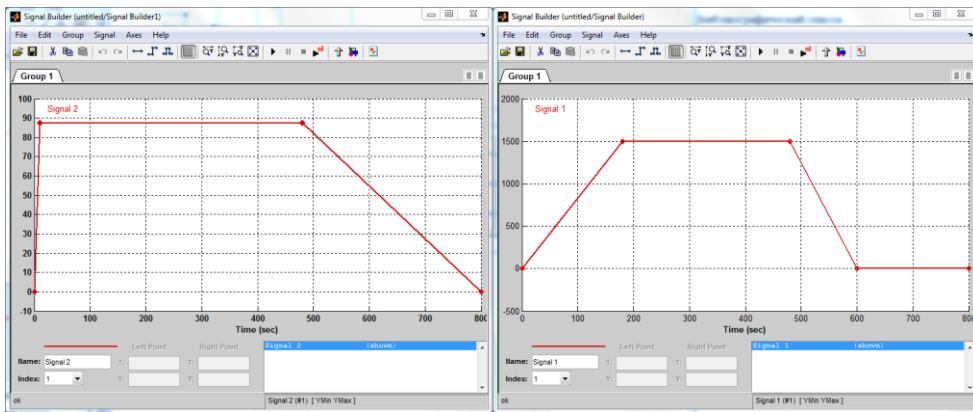 Signal Builder (untitled/Signal Builder1)
File Edit Group Signal Axes Help
Group 1
Signal 2
100
90
80
70
60
50
40
30
20
10
0
-10
0 100 200 300 400 500 600 700 800
Time (sec)
Left Point Right Point
Name: Signal 2 T: T:
Index: 1 Y: Y:
Signal 2 (shown)
ok Signal 2 (#1) [ YMin YMax ]
Signal Builder (untitled/Signal Builder)
File Edit Group Signal Axes Help
Group 1
Signal 1
2000
1500
1000
500
0
-500
0 100 200 300 400 500 600 700 800
Time (sec)
Left Point Right Point
Name: Signal 1 T: T:
Index: 1 Y: Y:
Signal 1 (shown)
ok Signal 1 (#1) [ YMin YMax ]